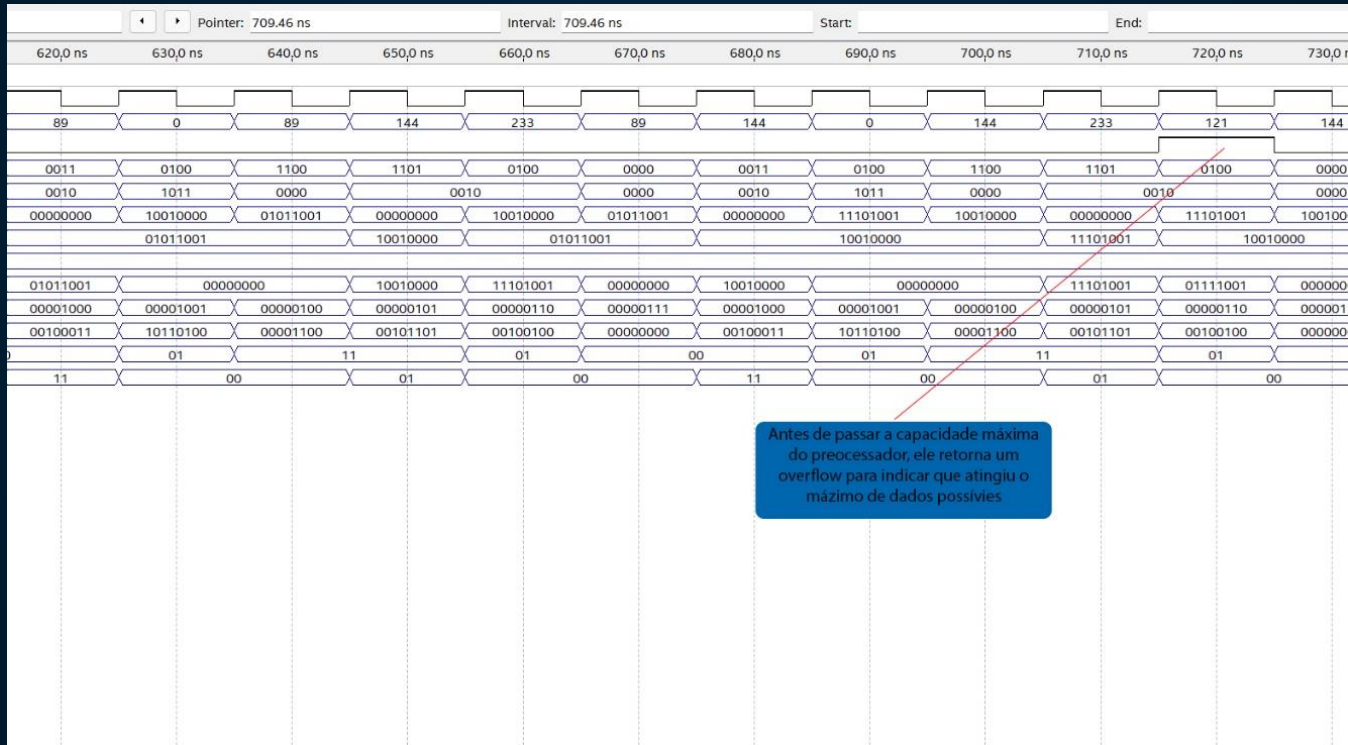 Pointer: 709.46 ns Interval: 709.46 ns Start: End:
620,0 ns 630,0 ns 640,0 ns 650,0 ns 660,0 ns 670,0 ns 680,0 ns 690,0 ns 700,0 ns 710,0 ns 720,0 ns
89 0 89 144 233 89 144 0 144 233 121 144
0011 0100 1100 1101 0100 0000 0011 0100 1100 1101 0100 0000
0010 1011 0000 0010 0000 0010 1011 0000 0010 0000
00000000 10010000 01011001 00000000 10010000 01011001 00000000 11101001 10010000 00000000 11101001
01011001 10010000 01011001 10010000 11101001 10010000
01011001 00000000 10010000 11101001 00000000 10010000 00000000 11101001 01111001
00001000 00001001 00000100 00000101 00000110 00000111 00001000 00001001 00000100 00000101 00000110
00100011 10110100 00001100 00101101 00100100 00000000 00100011 10110100 00001100 00101101 00100100
01 11 01 00 01 11 01
11 00 01 00 11 00 01 00
Antes de passar a capacidade máxima
do preocessador, ele retorna um
overflow para indicar que atingiu o
mázimo de dados possívies